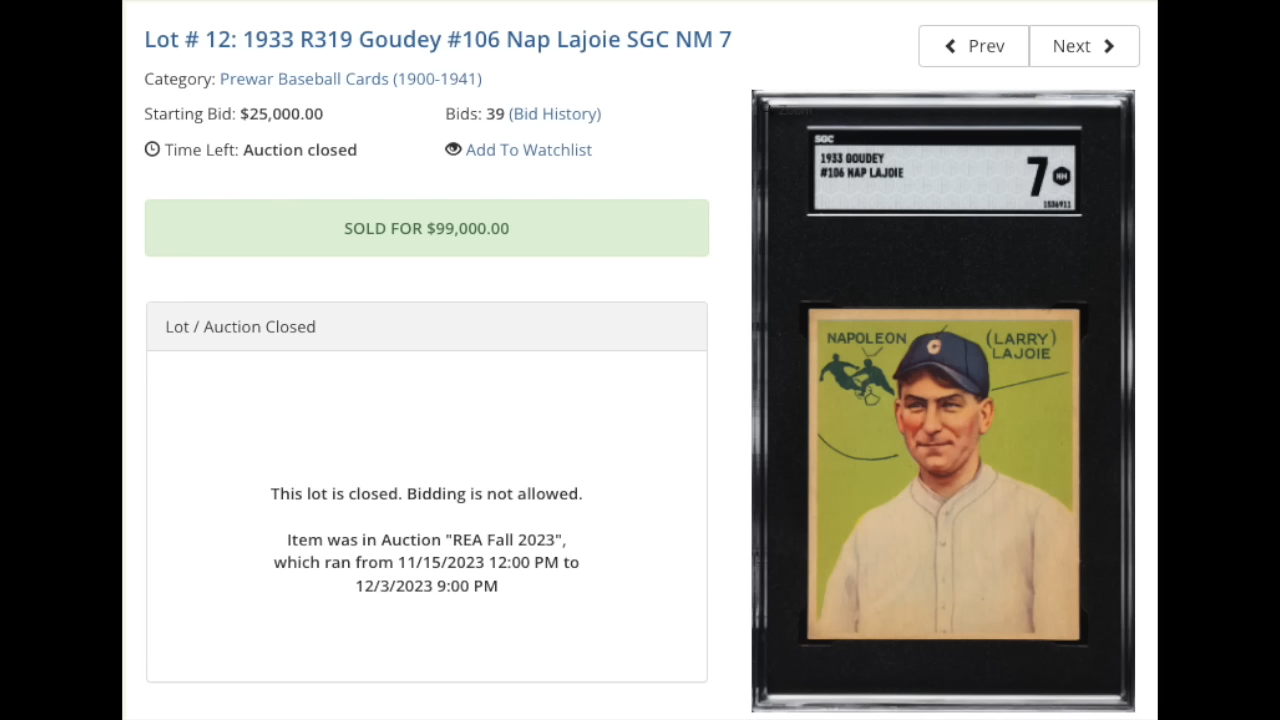 Lot # 12: 1933 R319 Goudey #106 Nap Lajoie SGC NM 7
Prev
Next
Category: Prewar Baseball Cards (1900-1941)
Starting Bid: $25,000.00
Bids: 39 (Bid History)
Time Left: Auction closed
Add To Watchlist
SOLD FOR $99,000.00
Lot / Auction Closed
This lot is closed. Bidding is not allowed.
Item was in Auction "REA Fall 2023",
which ran from 11/15/2023 12:00 PM to
12/3/2023 9:00 PM
Zoom
SGC
1933 GOUDEY
#106 NAP LAJOIE
7
NM
1536911
NAPOLEON
(LARRY)
LAJOIE
C